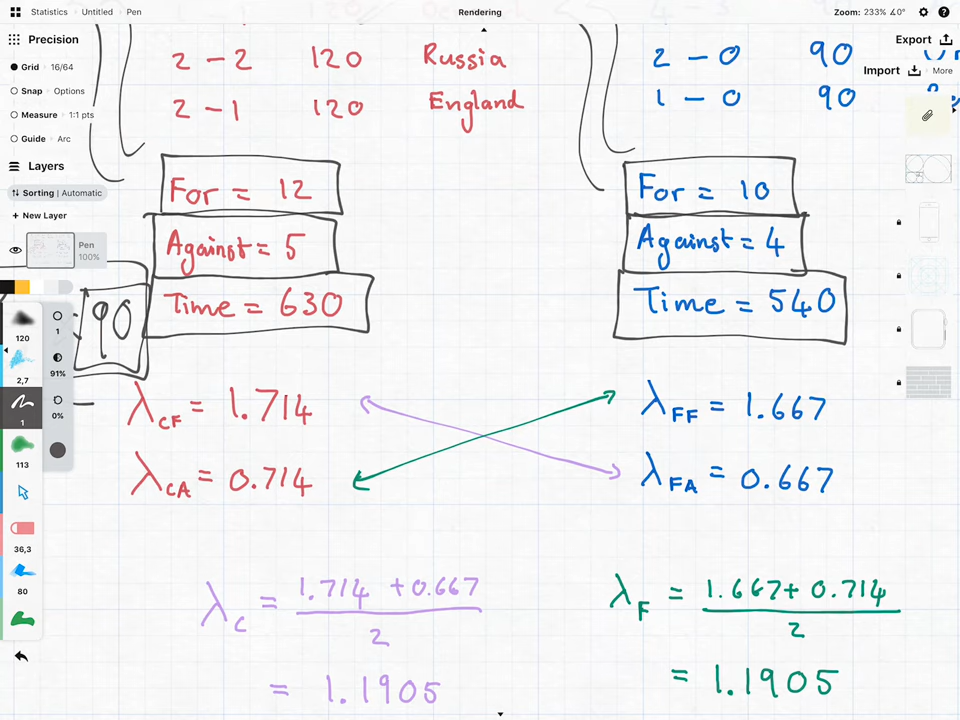 Statistics Untitled Pen
Rendering
Zoom: 233% ∡0°
Precision
Grid 16/64
Snap Options
Measure 1:1 pts
Guide Arc
Layers
Sorting | Automatic
+ New Layer
Pen
100%
120
2,7
1
113
36,3
80
1
91%
0%
Export
Import
More
2 - 2 120 Russia
2 - 1 120 England
For = 12
Against = 5
Time = 630
90
λCF = 1.714
λCA = 0.714
2 - 0 90
1 - 0 90
For = 10
Against = 4
Time = 540
λFF = 1.667
λFA = 0.667
λC = 1.714 + 0.667
2
= 1.1905
λF = 1.667 + 0.714
2
= 1.1905